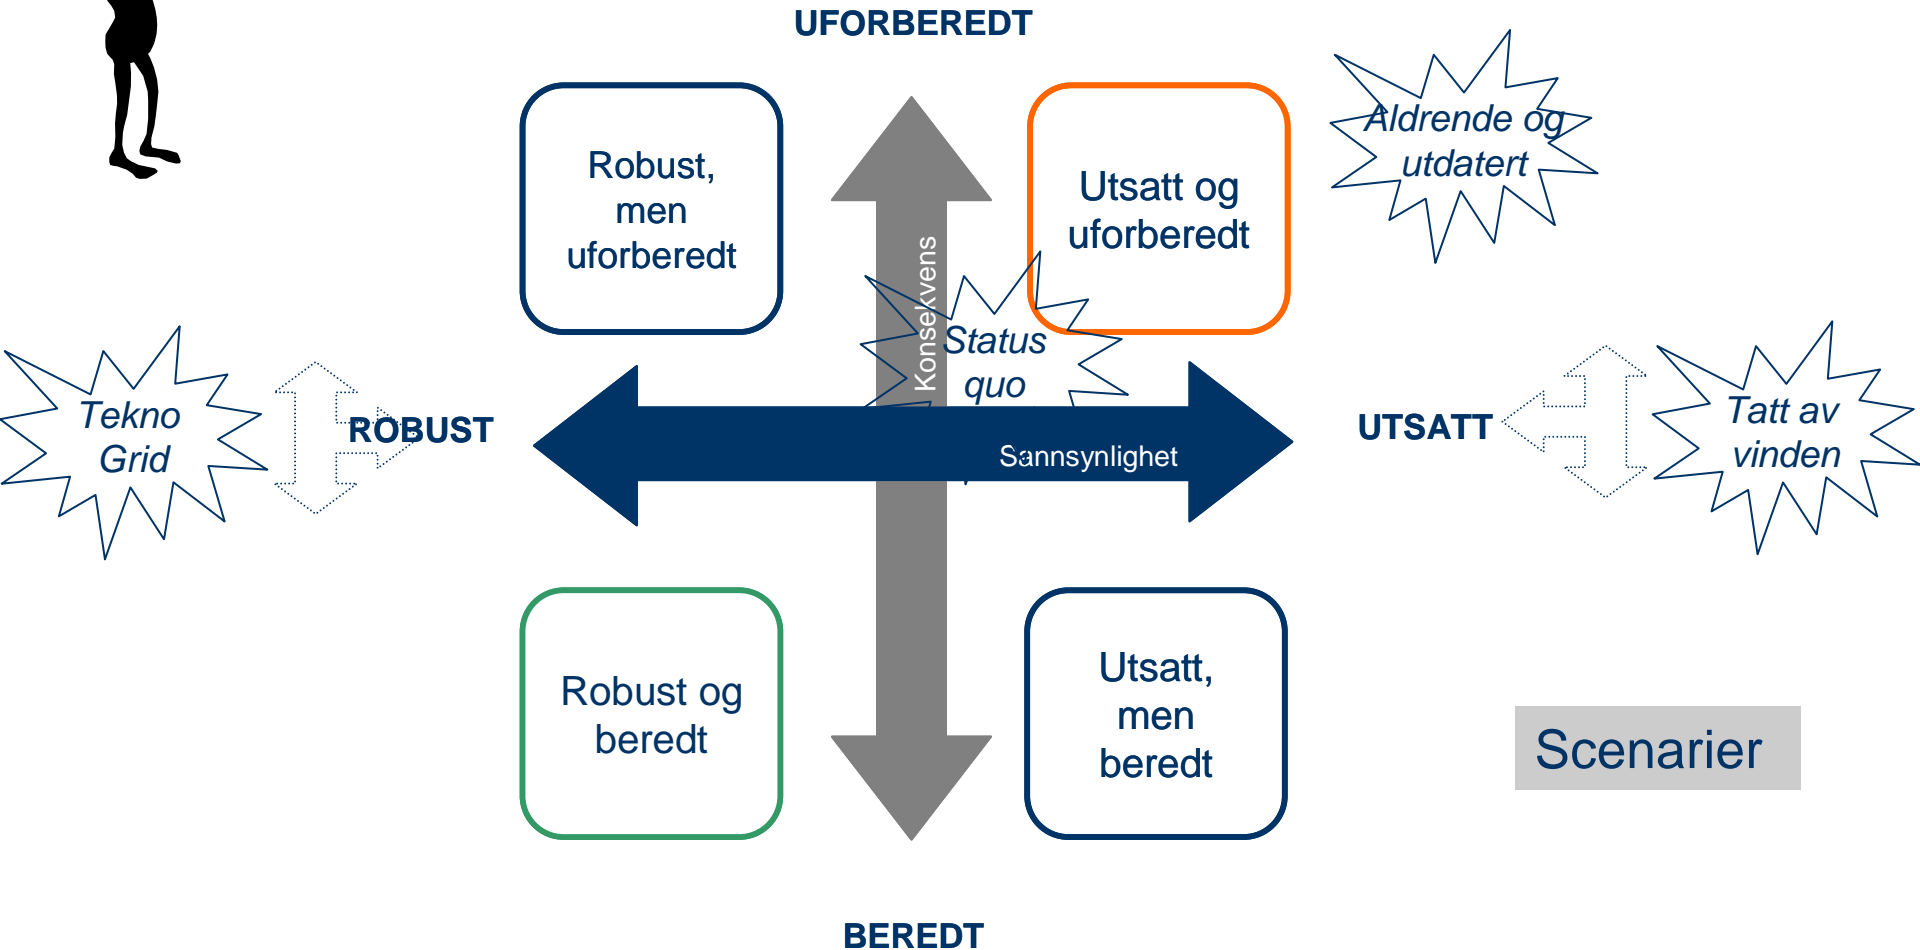 UFORBEREDT
Robust,
men
uforberedt
Utsatt og
uforberedt
Aldrende og
utdatert
Konsekvens
Status
quo
Tekno
Grid
ROBUST
Sannsynlighet
UTSATT
Tatt av
vinden
Robust og
beredt
Utsatt,
men
beredt
Scenarier
BEREDT